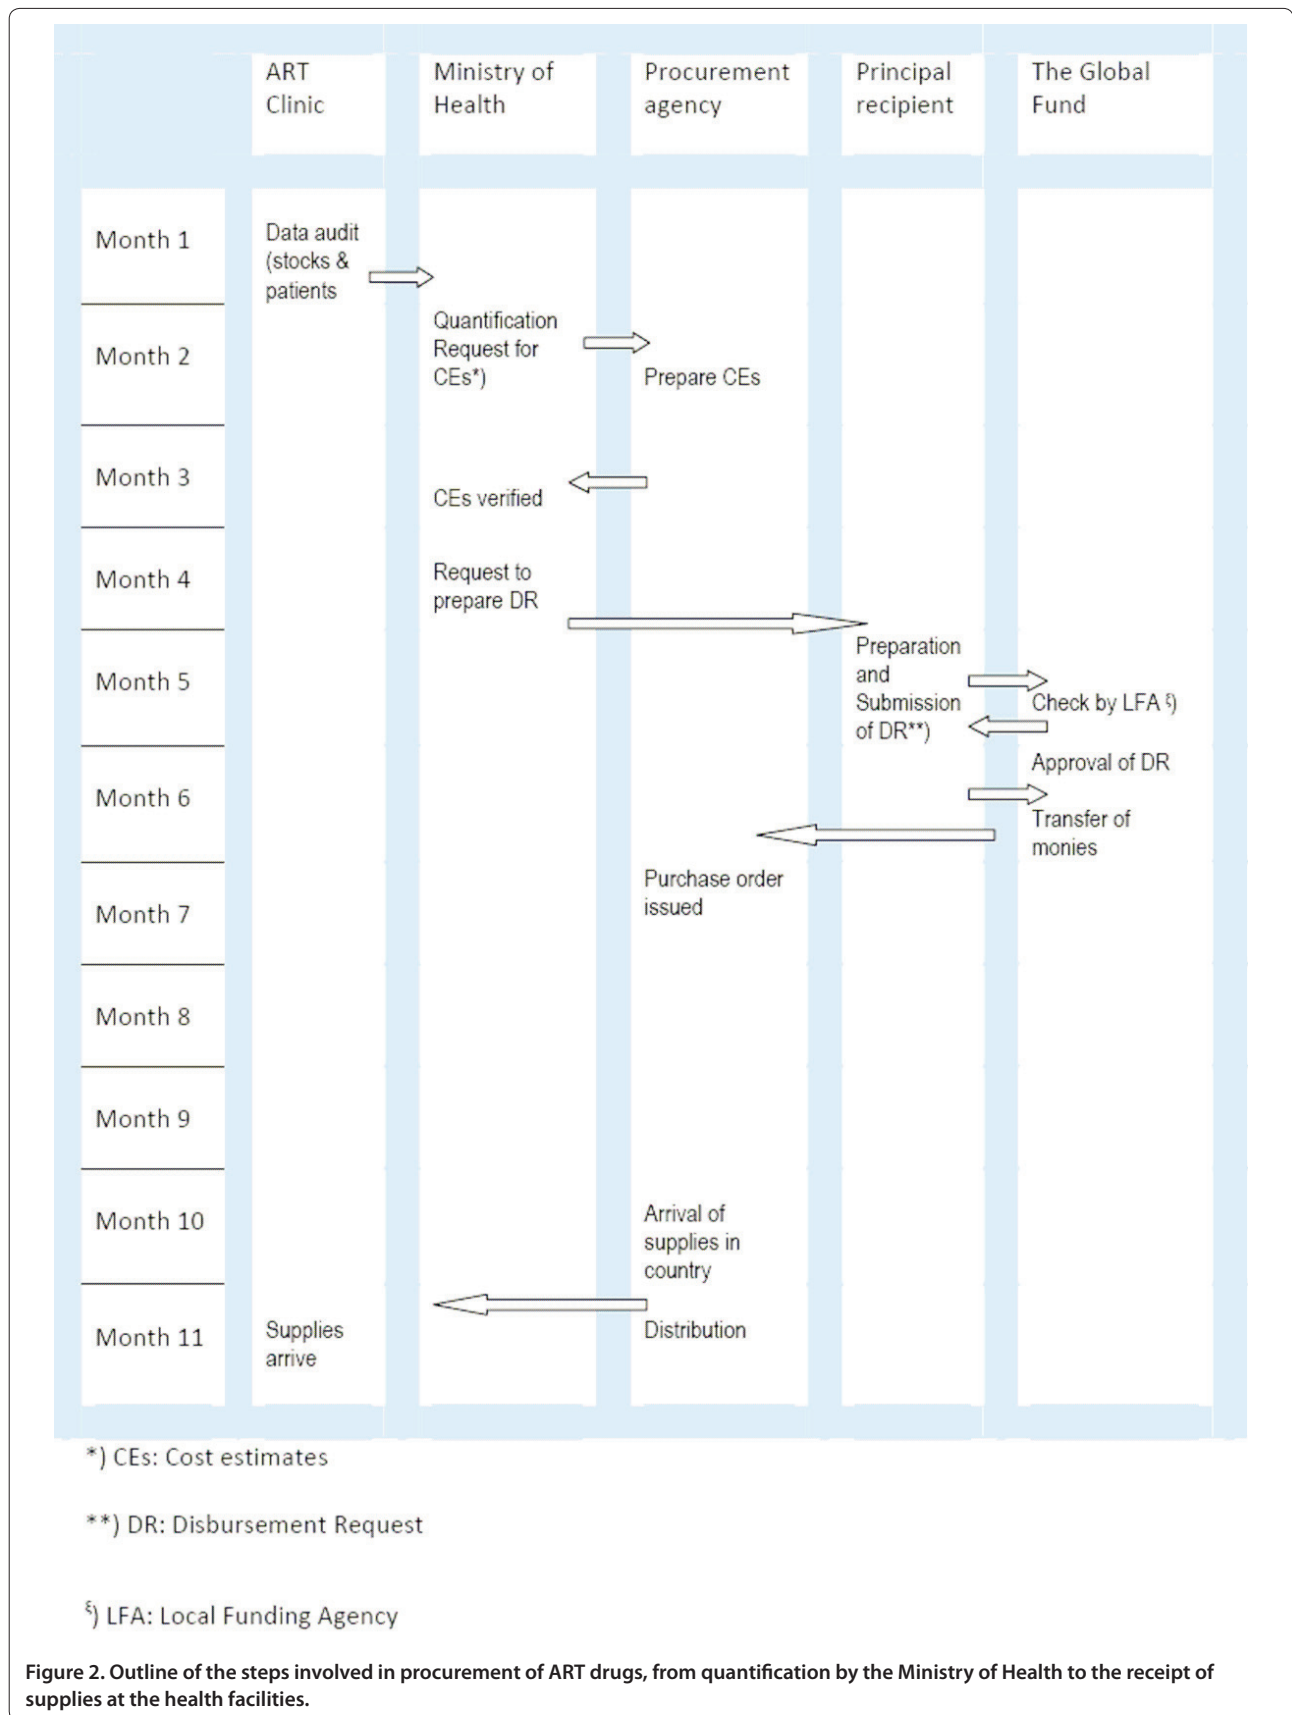 ART
Clinic
Ministry of
Health
Procurement
agency
Principal
recipient
The Global
Fund
Month 1
Data audit
(stocks &
patients
Month 2
Quantification
Request for
CEs*)
Prepare CEs
Month 3
CEs verified
Month 4
Request to
prepare DR
Month 5
Preparation
and
Submission
of DR**)
Check by LFA ξ)
Month 6
Approval of DR
Transfer of
monies
Month 7
Purchase order
issued
Month 8
Month 9
Month 10
Arrival of
supplies in
country
Month 11
Supplies
arrive
Distribution
*) CEs: Cost estimates
**) DR: Disbursement Request
ξ) LFA: Local Funding Agency
Figure 2. Outline of the steps involved in procurement of ART drugs, from quantification by the Ministry of Health to the receipt of
supplies at the health facilities.